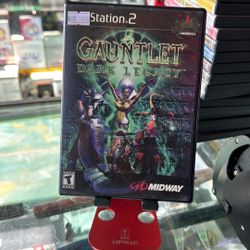 PlayStation 2
GAUNTLET
DARK LEGACY
T
MIDWAY